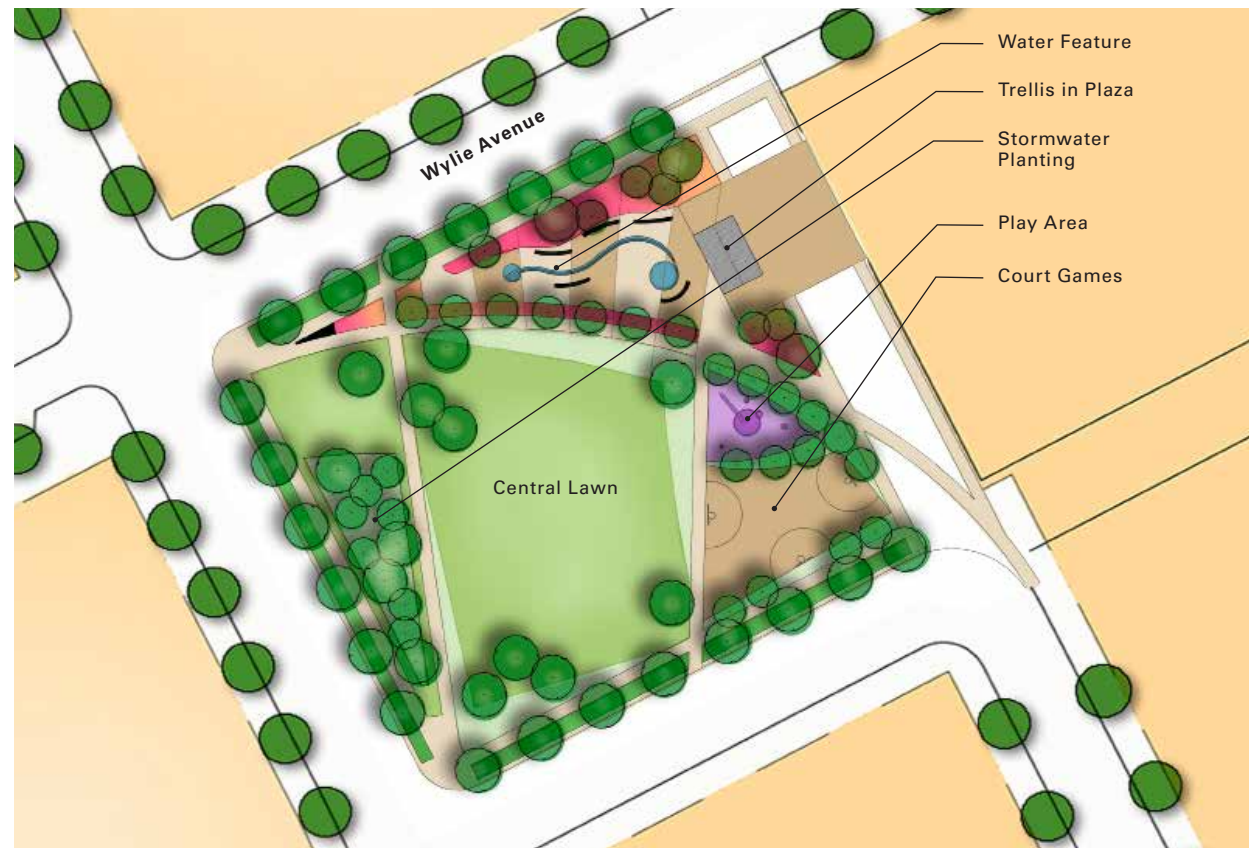 Water Feature
Trellis in Plaza
Stormwater
Planting
Play Area
Court Games
Wylie Avenue
Central Lawn